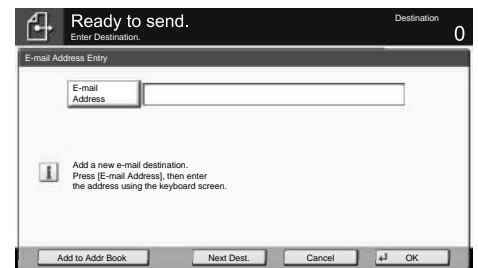 Ready to send.
Destination
Enter Destination.
0
E-mail Address Entry
E-mail
Address
Add a new e-mail destination.
Press [E-mail Address], then enter
the address using the keyboard screen.
Add to Addr Book
Next Dest.
Cancel
OK